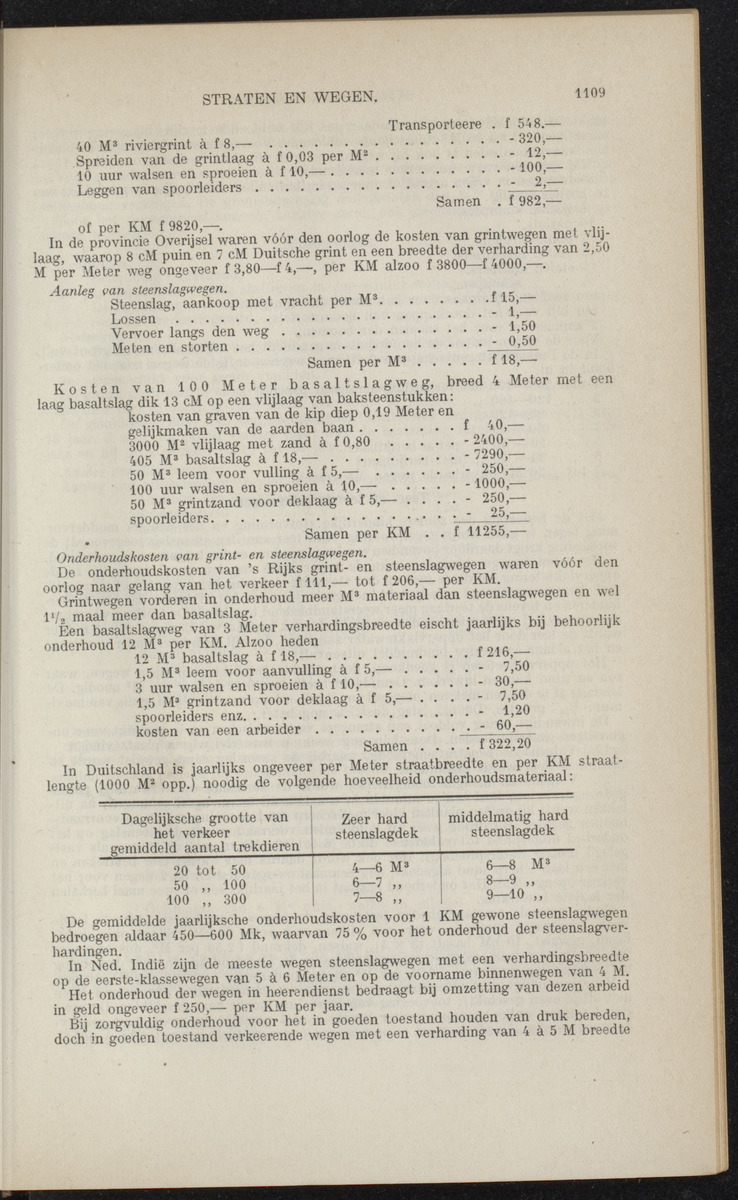 STRATEN EN WEGEN. 1109
Transporteere . f 548.—
40 M³ riviergrint à f 8,— . . . . . . . . . . . . . . . . - 320,—
Spreiden van de grintlaag à f 0,03 per M² . . . . . . . . . - 12,—
10 uur walsen en sproeien à f 10,— . . . . . . . . . . . . - 100,—
Leggen van spoorleiders . . . . . . . . . . . . . . . . . - 2,—
Samen . f 982,—
of per KM f 9820,—.
In de provincie Overijsel waren vóór den oorlog de kosten van grintwegen met vlij-
laag, waarop 8 cM puin en 7 cM Duitsche grint en een breedte der verharding van 2,50
M per Meter weg ongeveer f 3,80—f 4,—, per KM alzoo f 3800—f 4000,—.
Aanleg van steenslagwegen.
Steenslag, aankoop met vracht per M³. . . . . . . .f 15,—
Lossen . . . . . . . . . . . . . . . . . . . . . - 1,—
Vervoer langs den weg . . . . . . . . . . . . . . - 1,50
Meten en storten . . . . . . . . . . . . . . . . . - 0,50
Samen per M³ . . . . . f 18,—
Kosten van 100 Meter basaltslagweg, breed 4 Meter met een
laag basaltslag dik 13 cM op een vlijlaag van baksteenstukken:
kosten van graven van de kip diep 0,19 Meter en
gelijkmaken van de aarden baan . . . . . . . f 40,—
3000 M² vlijlaag met zand à f 0,80 . . . . . . - 2400,—
405 M³ basaltslag à f 18,— . . . . . . . . . . - 7290,—
50 M³ leem voor vulling à f 5,— . . . . . . . - 250,—
100 uur walsen en sproeien à 10,— . . . . . . - 1000,—
50 M³ grintzand voor deklaag à f 5,— . . . . - 250,—
spoorleiders. . . . . . . . . . . . . . . . . . - 25,—
Samen per KM . . f 11255,—
Onderhoudskosten van grint- en steenslagwegen.
De onderhoudskosten van 's Rijks grint- en steenslagwegen waren vóór den
oorlog naar gelang van het verkeer f 111,— tot f 206,— per KM.
Grintwegen vorderen in onderhoud meer M³ materiaal dan steenslagwegen en wel
1¹/₂ maal meer dan basaltslag.
Een basaltslagweg van 3 Meter verhardingsbreedte eischt jaarlijks bij behoorlijk
onderhoud 12 M³ per KM. Alzoo heden
12 M³ basaltslag à f 18,— . . . . . . . . . . . f 216,—
1,5 M³ leem voor aanvulling à f 5,— . . . . . - 7,50
3 uur walsen en sproeien à f 10,— . . . . . . - 30,—
1,5 M³ grintzand voor deklaag à f 5,— . . . . - 7,50
spoorleiders enz. . . . . . . . . . . . . . . . . - 1,20
kosten van een arbeider . . . . . . . . . . . . - 60,—
Samen . . . . f 322,20
In Duitschland is jaarlijks ongeveer per Meter straatbreedte en per KM straat-
lengte (1000 M² opp.) noodig de volgende hoeveelheid onderhoudsmateriaal:
Dagelijksche grootte van Zeer hard middelmatig hard
het verkeer steenslagdek steenslagdek
gemiddeld aantal trekdieren
20 tot 50 4—6 M³ 6—8 M³
50 ,, 100 6—7 ,, 8—9 ,,
100 ,, 300 7—8 ,, 9—10 ,,
De gemiddelde jaarlijksche onderhoudskosten voor 1 KM gewone steenslagwegen
bedroegen aldaar 450—600 Mk, waarvan 75 % voor het onderhoud der steenslagver-
hardingen.
In Ned. Indië zijn de meeste wegen steenslagwegen met een verhardingsbreedte
op de eerste-klassewegen van 5 à 6 Meter en op de voorname binnenwegen van 4 M.
Het onderhoud der wegen in heerendienst bedraagt bij omzetting van dezen arbeid
in geld ongeveer f 250,— per KM per jaar.
Bij zorgvuldig onderhoud voor het in goeden toestand houden van druk bereden,
doch in goeden toestand verkeerende wegen met een verharding van 4 à 5 M breedte